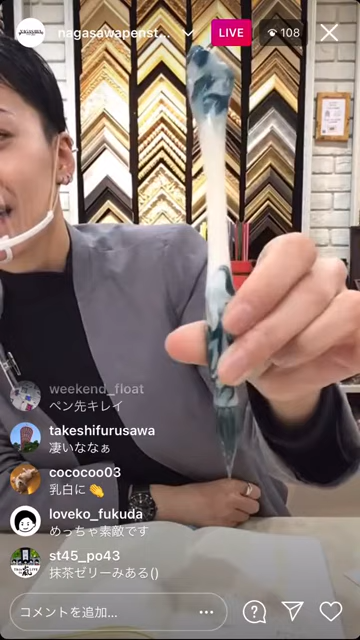 nagasawapenst...
LIVE
108
weekend_float
ペン先キレイ
takeshifurusawa
凄いななぁ
cococoo03
乳白に👏
loveko_fukuda
めっちゃ素敵です
st45_po43
抹茶ゼリーみある()
コメントを追加...